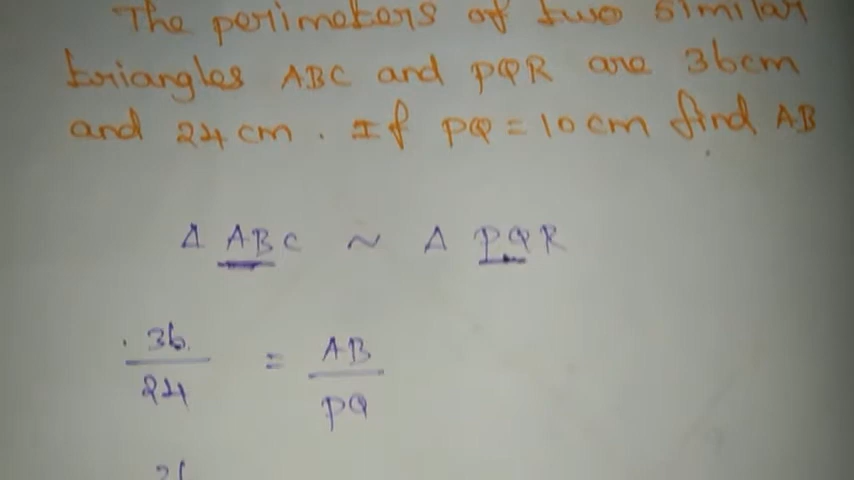 The perimeters of two similar
triangles ABC and PQR are 36cm
and 24 cm. If PQ = 10 cm find AB
Δ ABC ~ Δ PQR
36 = AB
24 PQ